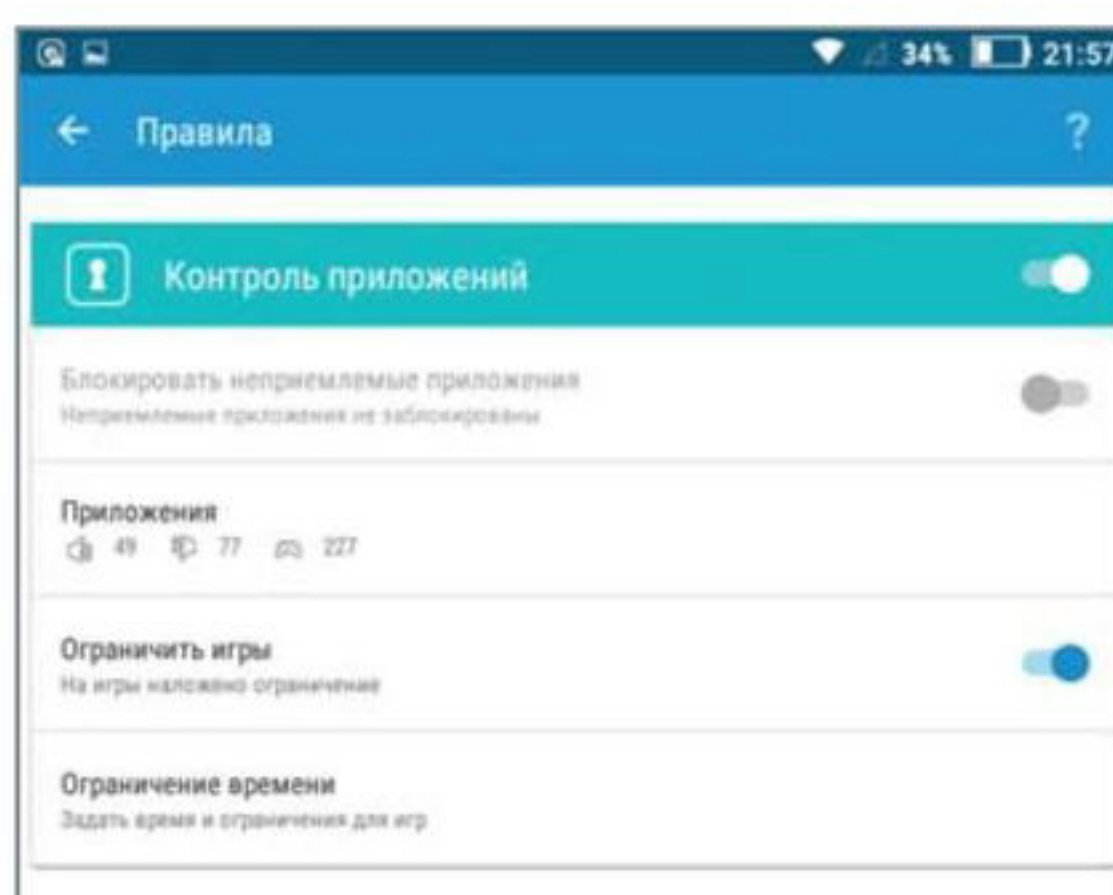 34% 21:57
Правила ?
Контроль приложений
Блокировать неприемлемые приложения
Неприемлемые приложения не заблокированы
Приложения
49 77 227
Ограничить игры
На игры наложено ограничение
Ограничение времени
Задать время и ограничения для игр